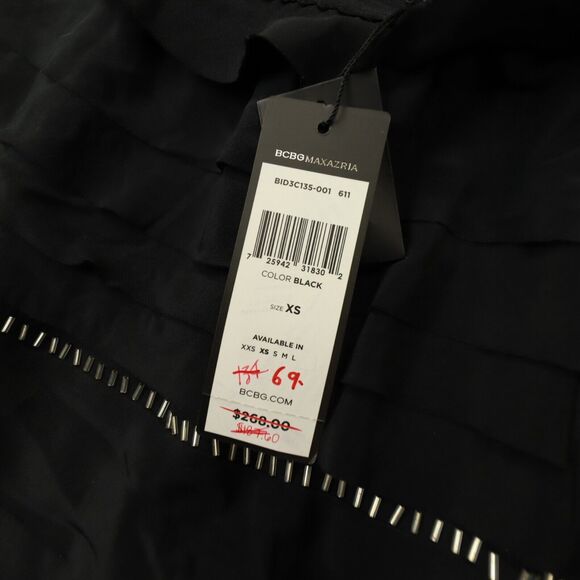 BCBGMAXAZRIA
BID3C135-001 611
7 25942 31830 2
COLOR BLACK
SIZE XS
AVAILABLE IN
XXS XS S M L
69.
BCBG.COM
$268.00